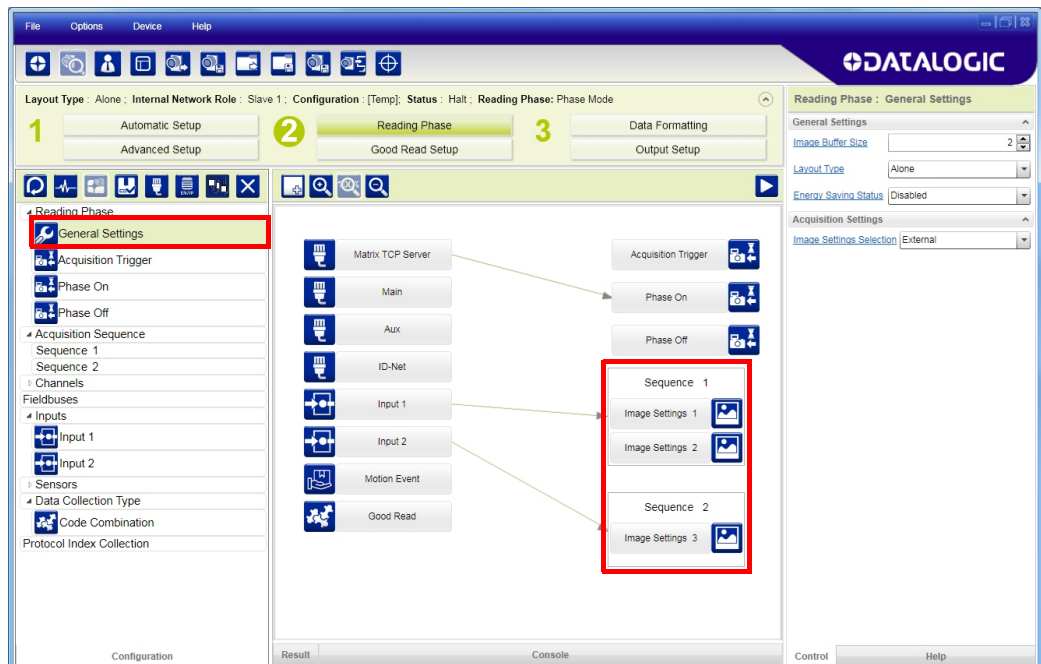 File Options Device Help
DATALOGIC
Layout Type : Alone ; Internal Network Role : Slave 1 ; Configuration : [Temp]; Status : Halt ; Reading Phase: Phase Mode
1 Automatic Setup
Advanced Setup
2 Reading Phase
Good Read Setup
3 Data Formatting
Output Setup
Reading Phase
General Settings
Acquisition Trigger
Phase On
Phase Off
Acquisition Sequence
Sequence 1
Sequence 2
Channels
Fieldbuses
Inputs
Input 1
Input 2
Sensors
Data Collection Type
Code Combination
Protocol Index Collection
Configuration
Matrix TCP Server
Main
Aux
ID-Net
Input 1
Input 2
Motion Event
Good Read
Acquisition Trigger
Phase On
Phase Off
Sequence 1
Image Settings 1
Image Settings 2
Sequence 2
Image Settings 3
Result Console
Reading Phase : General Settings
General Settings
Image Buffer Size 2
Layout Type Alone
Energy Saving Status Disabled
Acquisition Settings
Image Settings Selection External
Control Help